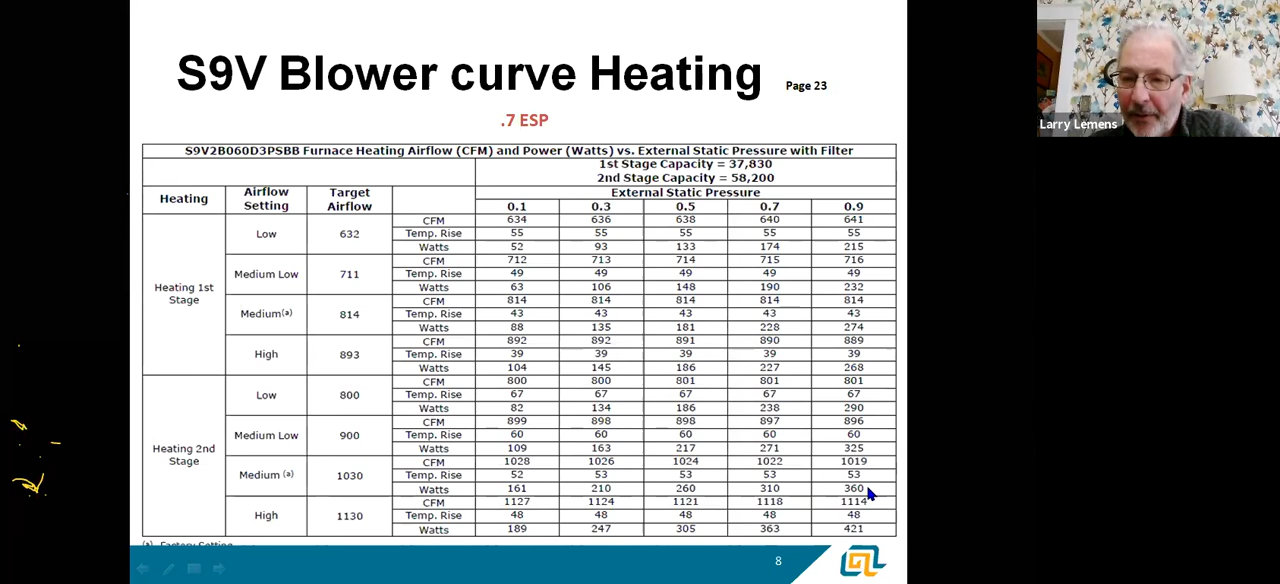 S9V Blower curve Heating Page 23
.7 ESP
Larry Lemens
S9V2B060D3PSBB Furnace Heating Airflow (CFM) and Power (Watts) vs. External Static Pressure with Filter
1st Stage Capacity = 37,830
2nd Stage Capacity = 58,200
Heating Airflow Setting Target Airflow External Static Pressure
0.1 0.3 0.5 0.7 0.9
Heating 1st Stage
Low 632
CFM 634 636 638 640 641
Temp. Rise 55 55 55 55 55
Watts 52 93 133 174 215
Medium Low 711
CFM 712 713 714 715 716
Temp. Rise 49 49 49 49 49
Watts 63 106 148 190 232
Medium(a) 814
CFM 814 814 814 814 814
Temp. Rise 43 43 43 43 43
Watts 88 135 181 228 274
High 893
CFM 892 892 891 890 889
Temp. Rise 39 39 39 39 39
Watts 104 145 186 227 268
Heating 2nd Stage
Low 800
CFM 800 800 801 801 801
Temp. Rise 67 67 67 67 67
Watts 82 134 186 238 290
Medium Low 900
CFM 899 898 898 897 896
Temp. Rise 60 60 60 60 60
Watts 109 163 217 271 325
Medium (a) 1030
CFM 1028 1026 1024 1022 1019
Temp. Rise 52 53 53 53 53
Watts 161 210 260 310 360
High 1130
CFM 1127 1124 1121 1118 1114
Temp. Rise 48 48 48 48 48
Watts 189 247 305 363 421
(a) Factory Setting
8